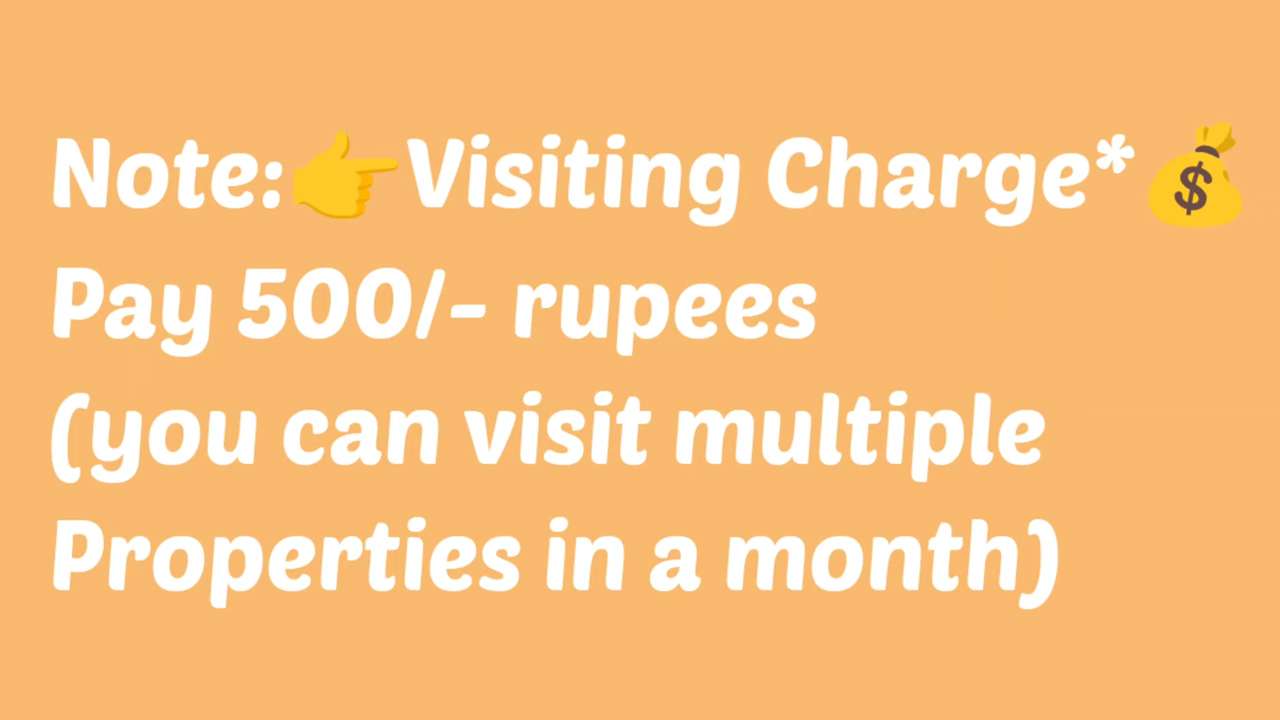 Note:👉Visiting Charge*💰
Pay 500/- rupees
(you can visit multiple
Properties in a month)